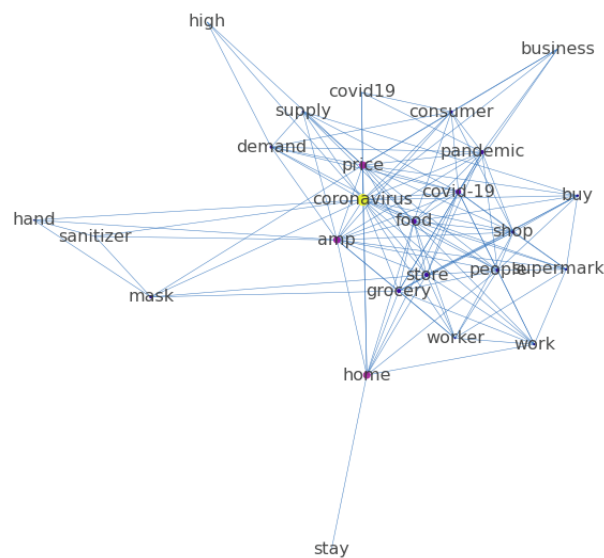 high
business
covid19
supply
consumer
demand
pandemic
price
covid-19
buy
coronavirus
hand
food
sanitizer
amp
shop
store
people
supermark
mask
grocery
worker
work
home
stay